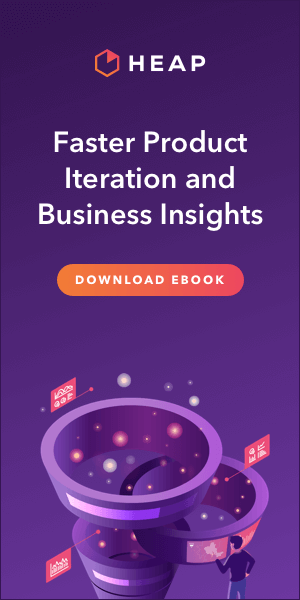 HEAP
Faster Product
Iteration and
Business Insights
DOWNLOAD EBOOK